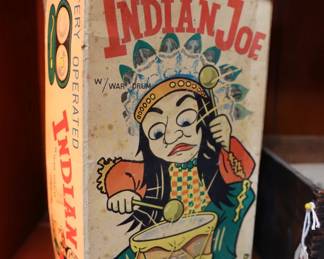 INDIAN JOE
W/WAR DRUM
ERY OPERATED
INDIAN